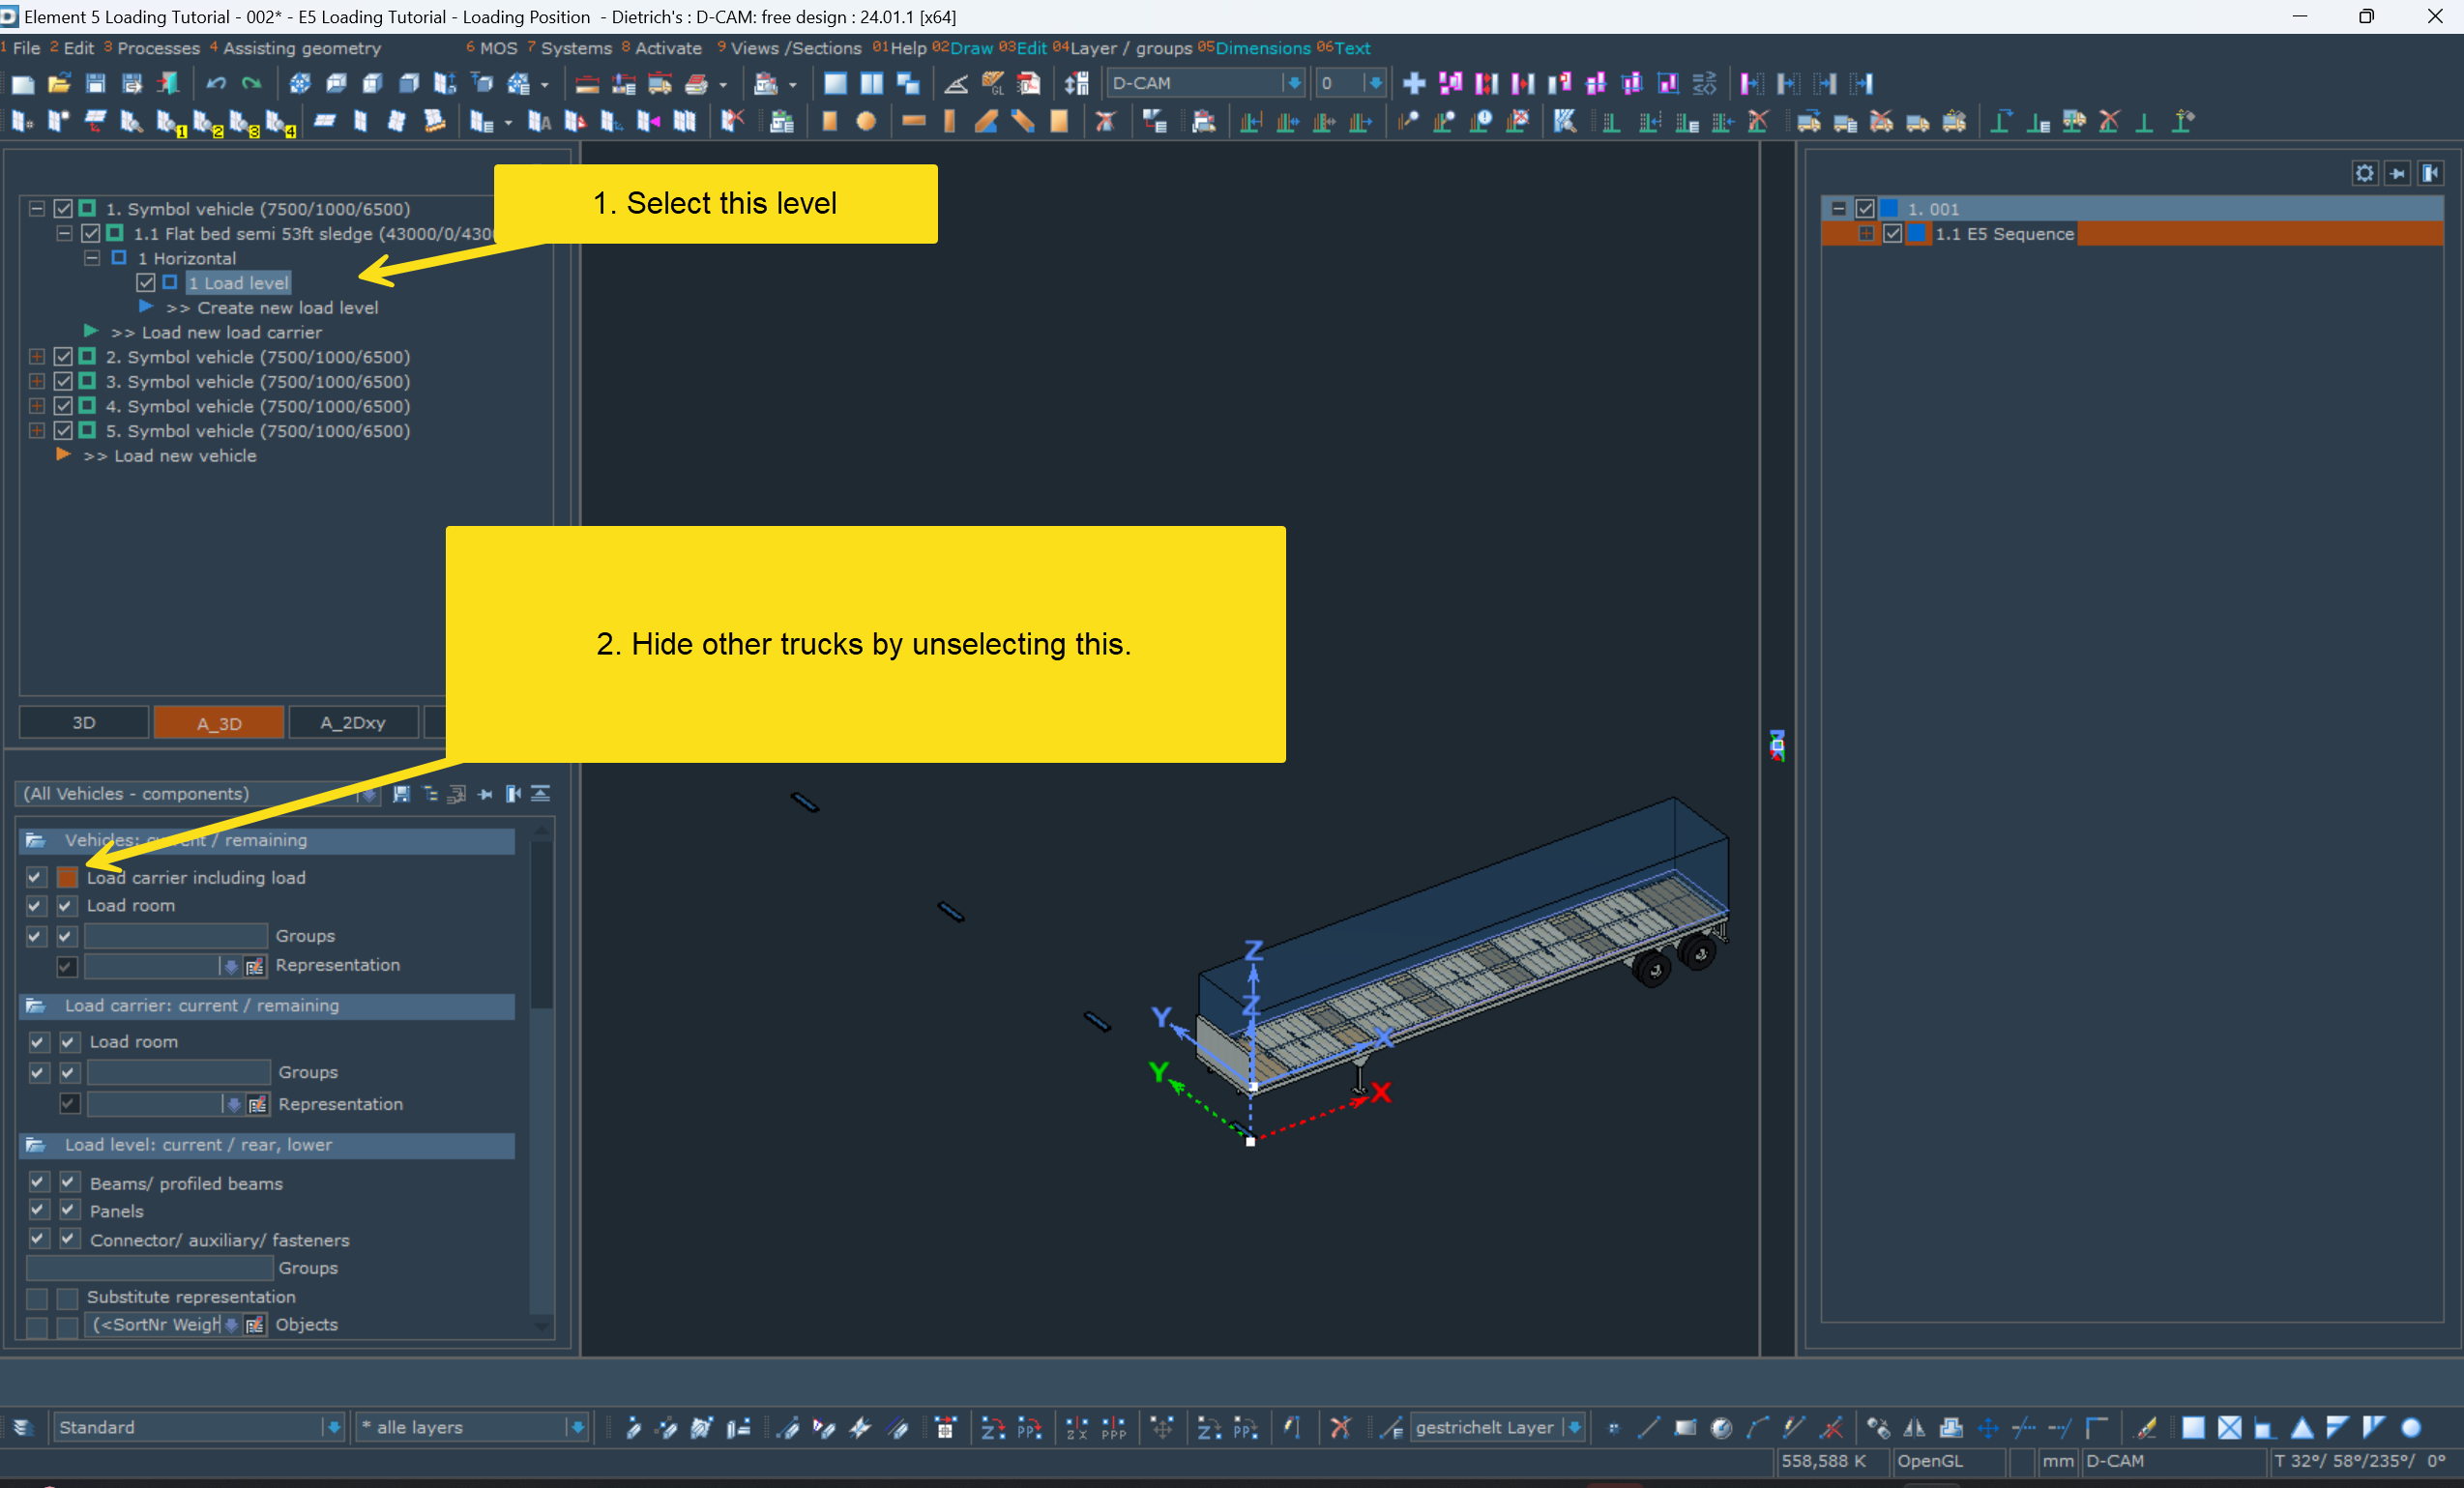 Element 5 Loading Tutorial - 002* - E5 Loading Tutorial - Loading Position - Dietrich's : D-CAM: free design : 24.01.1 [x64]
1 File 2 Edit 3 Processes 4 Assisting geometry 6 MOS 7 Systems 8 Activate 9 Views /Sections 01 Help 02 Draw 03 Edit 04 Layer / groups 05 Dimensions 06 Text
D-CAM 0
1. Select this level
1. Symbol vehicle (7500/1000/6500)
1.1 Flat bed semi 53ft sledge (43000/0/430
1 Horizontal
1 Load level
>> Create new load level
>> Load new load carrier
2. Symbol vehicle (7500/1000/6500)
3. Symbol vehicle (7500/1000/6500)
4. Symbol vehicle (7500/1000/6500)
5. Symbol vehicle (7500/1000/6500)
>> Load new vehicle
1. 001
1.1 E5 Sequence
2. Hide other trucks by unselecting this.
3D A_3D A_2Dxy
(All Vehicles - components)
Vehicles: current / remaining
Load carrier including load
Load room
Groups
Representation
Load carrier: current / remaining
Load room
Groups
Representation
Load level: current / rear, lower
Beams/ profiled beams
Panels
Connector/ auxiliary/ fasteners
Groups
Substitute representation
(<SortNr Weigh Objects
Z
Z
Y
X
Y
X
Standard * alle layers gestrichelt Layer
558,588 K OpenGL mm D-CAM T 32°/ 58°/235°/ 0°